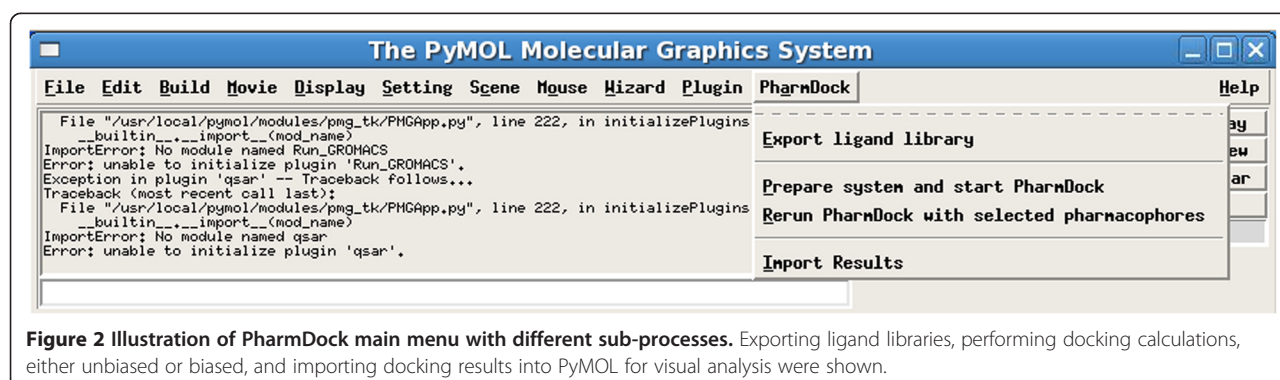 The PyMOL Molecular Graphics System
File Edit Build Movie Display Setting Scene Mouse Wizard Plugin PharmDock Help
File "/usr/local/pymol/modules/pmg_tk/PMGApp.py", line 222, in initializePlugins
__builtin__.__import__(mod_name)
ImportError: No module named Run_GROMACS
Error: unable to initialize plugin 'Run_GROMACS'.
Exception in plugin 'qsar' -- Traceback follows...
Traceback (most recent call last):
File "/usr/local/pymol/modules/pmg_tk/PMGApp.py", line 222, in initializePlugins
__builtin__.__import__(mod_name)
ImportError: No module named qsar
Error: unable to initialize plugin 'qsar'.
Export ligand library
Prepare system and start PharmDock
Rerun PharmDock with selected pharmacophores
Import Results
ay
ew
ar
Figure 2 Illustration of PharmDock main menu with different sub-processes. Exporting ligand libraries, performing docking calculations,
either unbiased or biased, and importing docking results into PyMOL for visual analysis were shown.